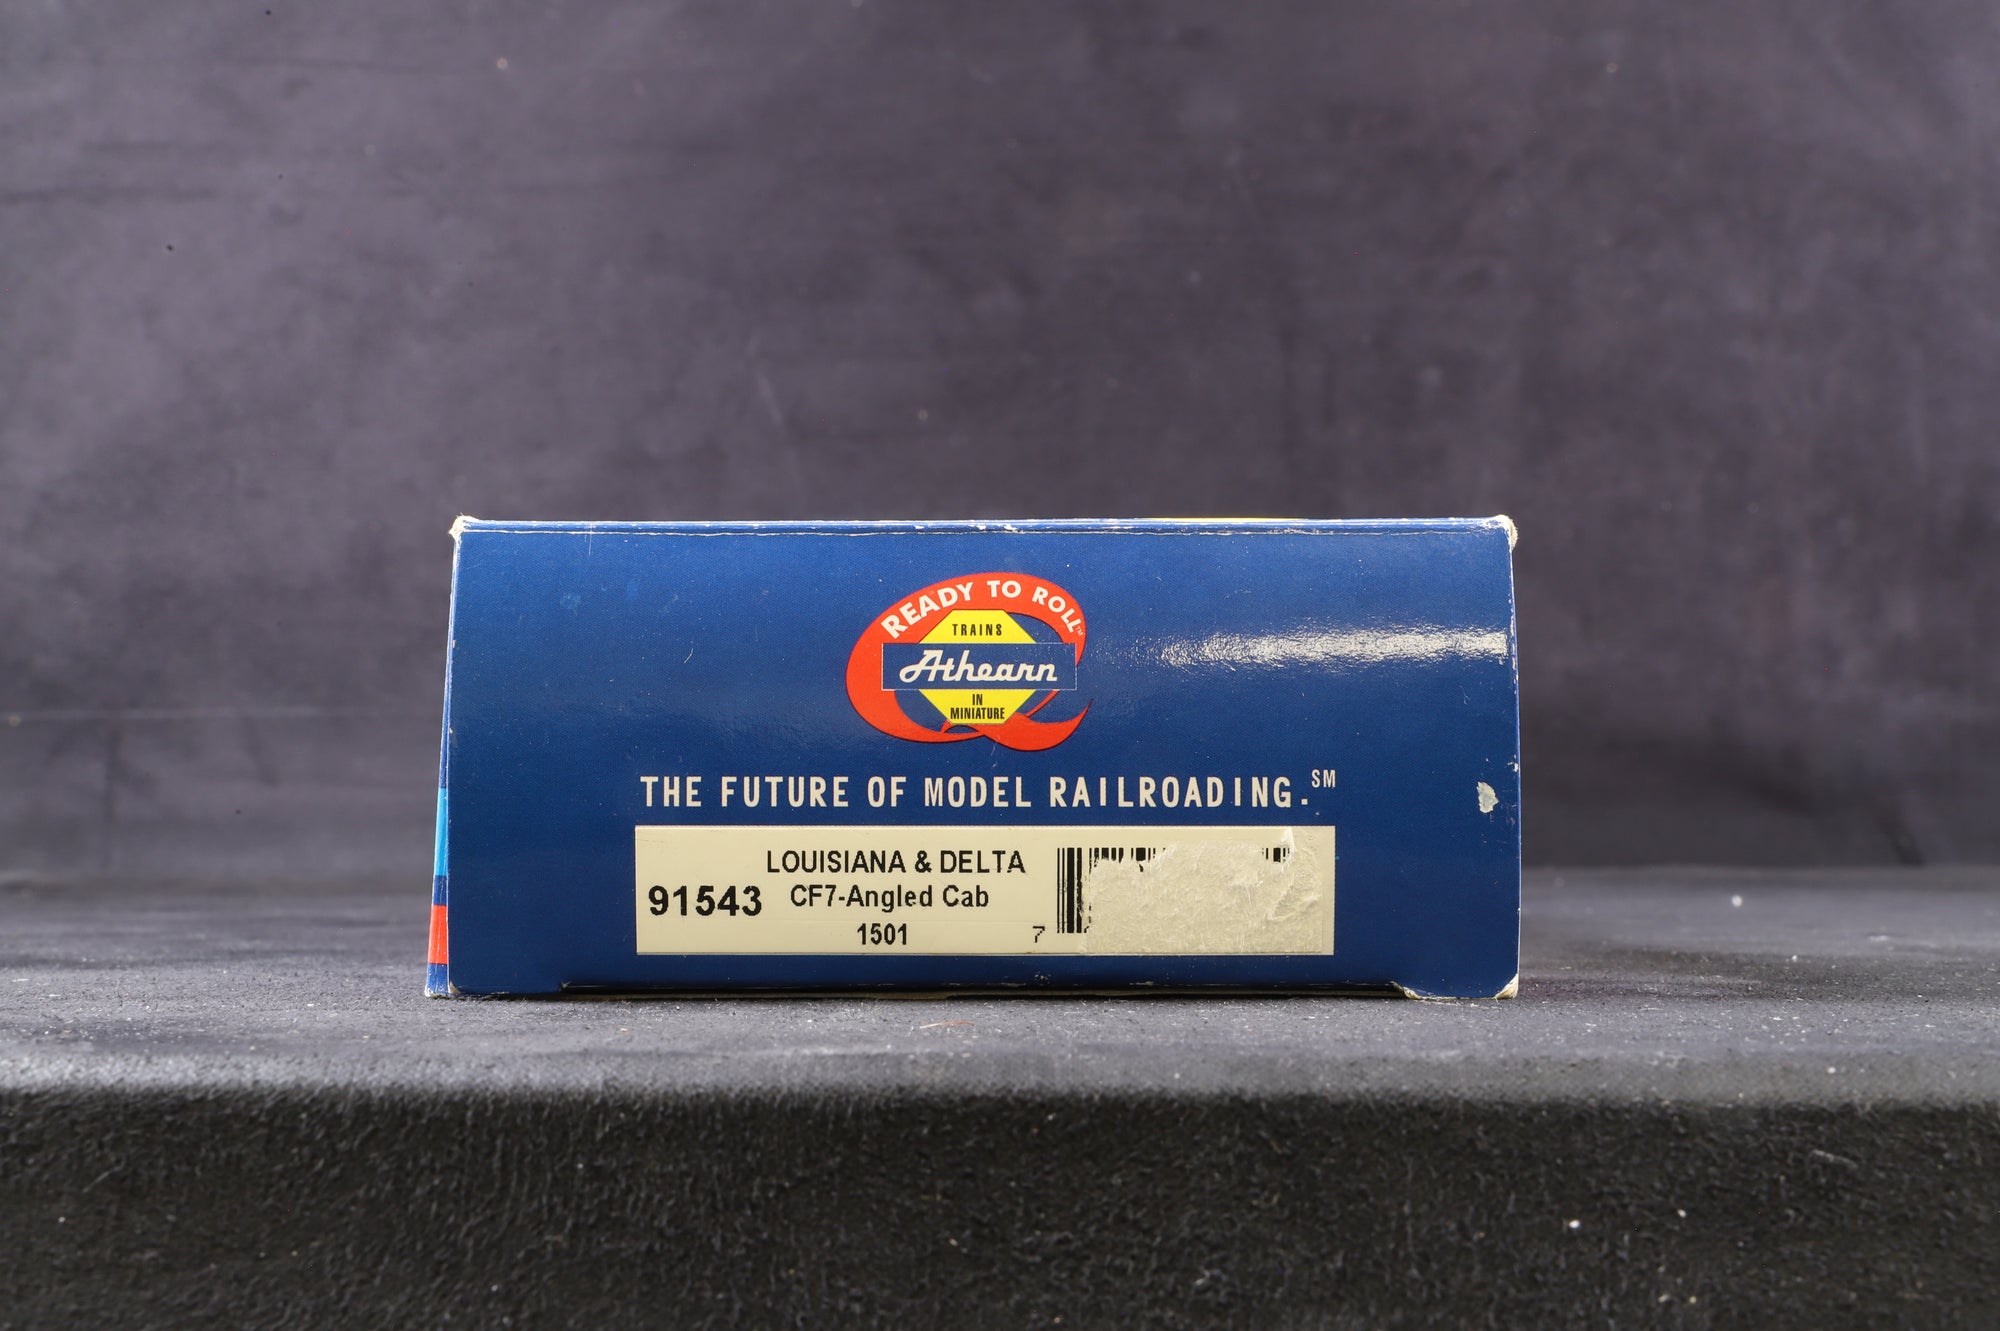 READY TO ROLL™
TRAINS
Athearn
IN
MINIATURE
THE FUTURE OF MODEL RAILROADING.SM
LOUISIANA & DELTA
91543 CF7-Angled Cab
1501
7